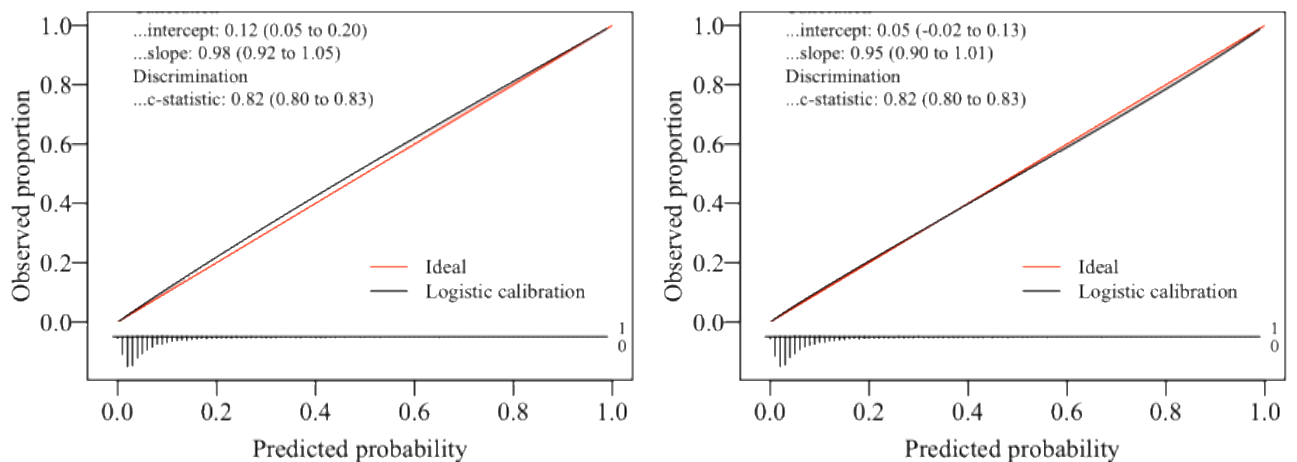 ...intercept: 0.12 (0.05 to 0.20)
...slope: 0.98 (0.92 to 1.05)
Discrimination
...c-statistic: 0.82 (0.80 to 0.83)
Observed proportion
1.0
0.8
0.6
0.4
0.2
0.0
Ideal
Logistic calibration
1
0
0.0 0.2 0.4 0.6 0.8 1.0
Predicted probability
...intercept: 0.05 (-0.02 to 0.13)
...slope: 0.95 (0.90 to 1.01)
Discrimination
...c-statistic: 0.82 (0.80 to 0.83)
Observed proportion
1.0
0.8
0.6
0.4
0.2
0.0
Ideal
Logistic calibration
1
0
0.0 0.2 0.4 0.6 0.8 1.0
Predicted probability